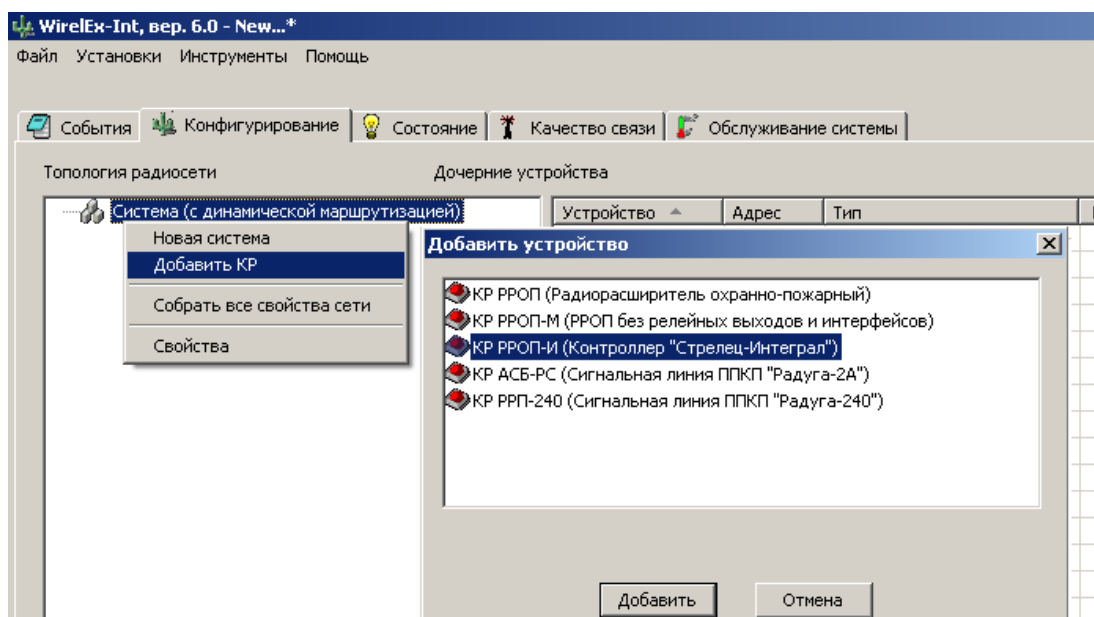 WirelEx-Int, вер. 6.0 - New...*
Файл Установки Инструменты Помощь
События Конфигурирование Состояние Качество связи Обслуживание системы
Топология радиосети
Дочерние устройства
Система (с динамической маршрутизацией)
Новая система
Добавить КР
Собрать все свойства сети
Свойства
Устройство Адрес Тип
Добавить устройство
КР РРОП (Радиорасширитель охранно-пожарный)
КР РРОП-М (РРОП без релейных выходов и интерфейсов)
КР РРОП-И (Контроллер "Стрелец-Интеграл")
КР АСБ-РС (Сигнальная линия ППКП "Радуга-2А")
КР РРП-240 (Сигнальная линия ППКП "Радуга-240")
Добавить Отмена